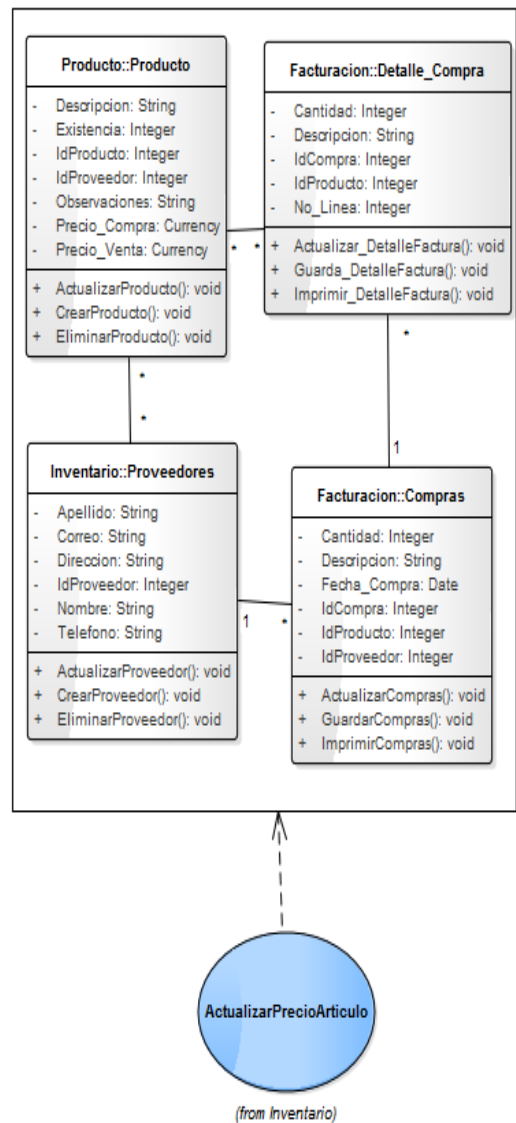 Producto::Producto
- Descripcion: String
- Existencia: Integer
- IdProducto: Integer
- IdProveedor: Integer
- Observaciones: String
- Precio_Compra: Currency
- Precio_Venta: Currency
+ ActualizarProducto(): void
+ CrearProducto(): void
+ EliminarProducto(): void
Facturacion::Detalle_Compra
- Cantidad: Integer
- Descripcion: String
- IdCompra: Integer
- IdProducto: Integer
- No_Linea: Integer
+ Actualizar_DetalleFactura(): void
+ Guarda_DetalleFactura(): void
+ Imprimir_DetalleFactura(): void
* *
*
*
*
1
Inventario::Proveedores
- Apellido: String
- Correo: String
- Direccion: String
- IdProveedor: Integer
- Nombre: String
- Telefono: String
+ ActualizarProveedor(): void
+ CrearProveedor(): void
+ EliminarProveedor(): void
1 *
Facturacion::Compras
- Cantidad: Integer
- Descripcion: String
- Fecha_Compra: Date
- IdCompra: Integer
- IdProducto: Integer
- IdProveedor: Integer
+ ActualizarCompras(): void
+ GuardarCompras(): void
+ ImprimirCompras(): void
ActualizarPrecioArticulo
(from Inventario)